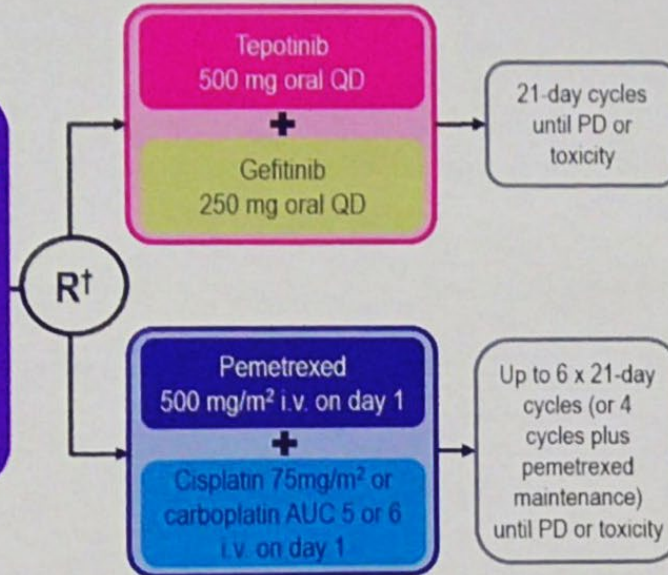 Tepotinib
500 mg oral QD
+
Gefitinib
250 mg oral QD
21-day cycles
until PD or
toxicity
R†
Pemetrexed
500 mg/m² i.v. on day 1
+
Cisplatin 75mg/m² or
carboplatin AUC 5 or 6
i.v. on day 1
Up to 6 x 21-day
cycles (or 4
cycles plus
pemetrexed
maintenance)
until PD or toxicity